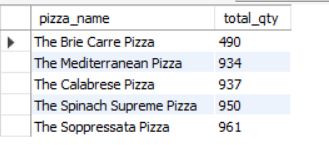 pizza_name total_qty
The Brie Carre Pizza 490
The Mediterranean Pizza 934
The Calabrese Pizza 937
The Spinach Supreme Pizza 950
The Soppressata Pizza 961